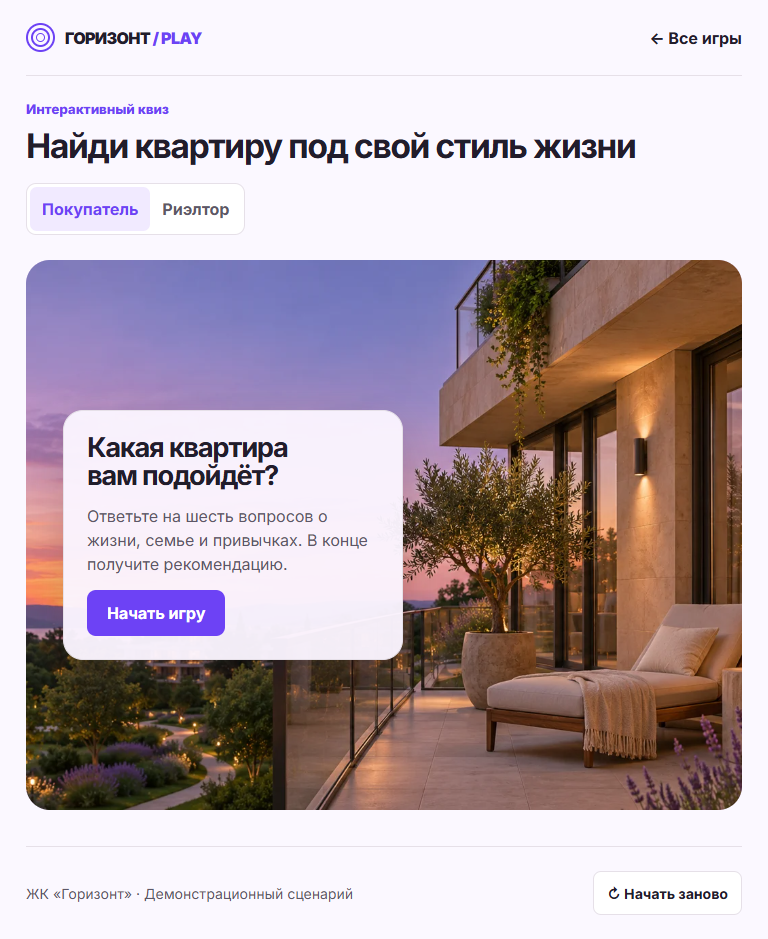 ГОРИЗОНТ / PLAY
← Все игры
Интерактивный квиз
Найди квартиру под свой стиль жизни
Покупатель
Риэлтор
Какая квартира
вам подойдёт?
Ответьте на шесть вопросов о
жизни, семье и привычках. В конце
получите рекомендацию.
Начать игру
ЖК «Горизонт» · Демонстрационный сценарий
↻ Начать заново